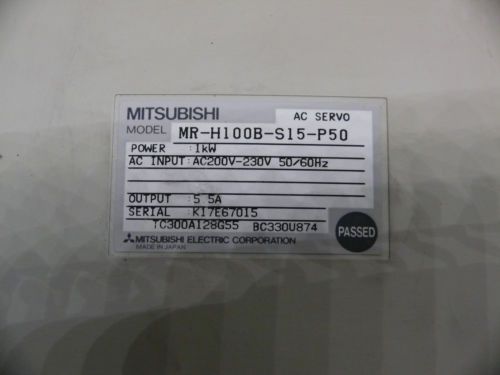 MITSUBISHI
AC SERVO
MODEL MR-H100B-S15-P50
POWER : 1kW
AC INPUT: AC200V-230V 50/60Hz
OUTPUT : 5 5A
SERIAL : K17E67015
TC300A128G55 BC330U874
MITSUBISHI ELECTRIC CORPORATION
MADE IN JAPAN
PASSED